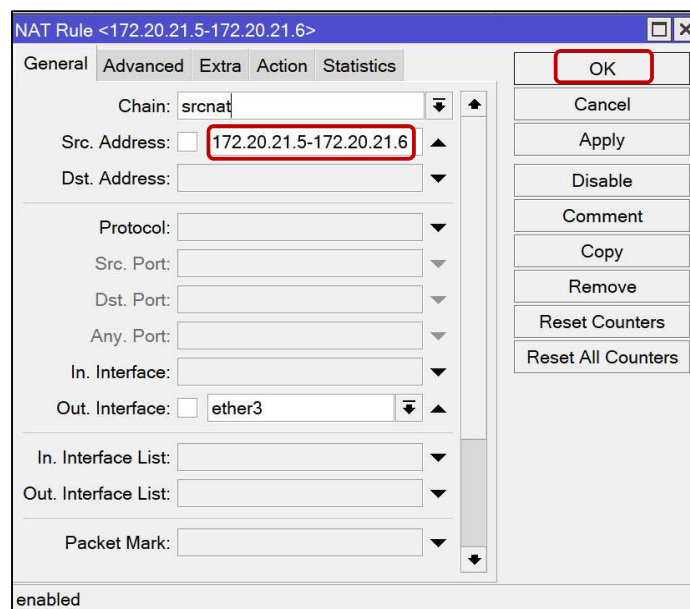 NAT Rule <172.20.21.5-172.20.21.6>
General Advanced Extra Action Statistics
Chain: srcnat
Src. Address: 172.20.21.5-172.20.21.6
Dst. Address:
Protocol:
Src. Port:
Dst. Port:
Any. Port:
In. Interface:
Out. Interface: ether3
In. Interface List:
Out. Interface List:
Packet Mark:
OK
Cancel
Apply
Disable
Comment
Copy
Remove
Reset Counters
Reset All Counters
enabled